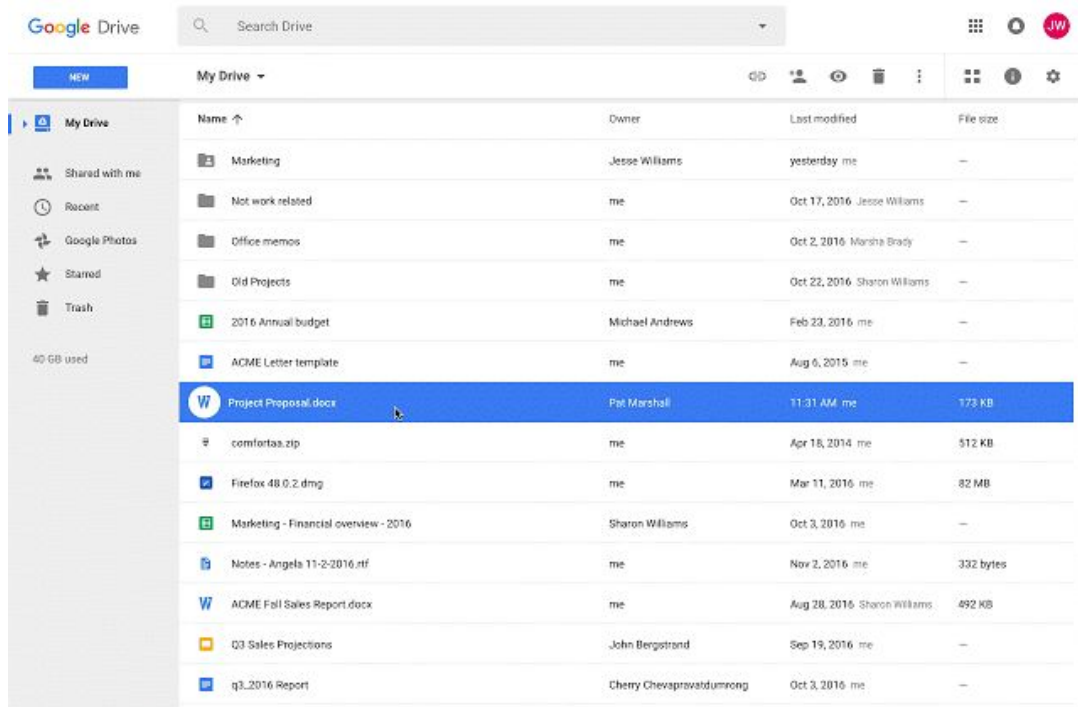 Google Drive
Search Drive
JW
NEW
My Drive
My Drive
Shared with me
Recent
Google Photos
Starred
Trash
40 GB used
Name Owner Last modified File size
Marketing Jesse Williams yesterday me —
Not work related me Oct 17, 2016 Jesse Williams —
Office memos me Oct 2, 2016 Marsha Brady —
Old Projects me Oct 22, 2016 Sharon Williams —
2016 Annual budget Michael Andrews Feb 23, 2016 me —
ACME Letter template me Aug 6, 2015 me —
W Project Proposal.docx Pat Marshall 11:31 AM me 173 KB
comfortaa.zip me Apr 18, 2014 me 512 KB
Firefox 48.0.2.dmg me Mar 11, 2016 me 82 MB
Marketing - Financial overview - 2016 Sharon Williams Oct 3, 2016 me —
Notes - Angela 11-2-2016.rtf me Nov 2, 2016 me 332 bytes
W ACME Fall Sales Report.docx me Aug 28, 2016 Sharon Williams 492 KB
Q3 Sales Projections John Bergstrand Sep 19, 2016 me —
q3_2016 Report Cherry Chevapravatdumrong Oct 3, 2016 me —